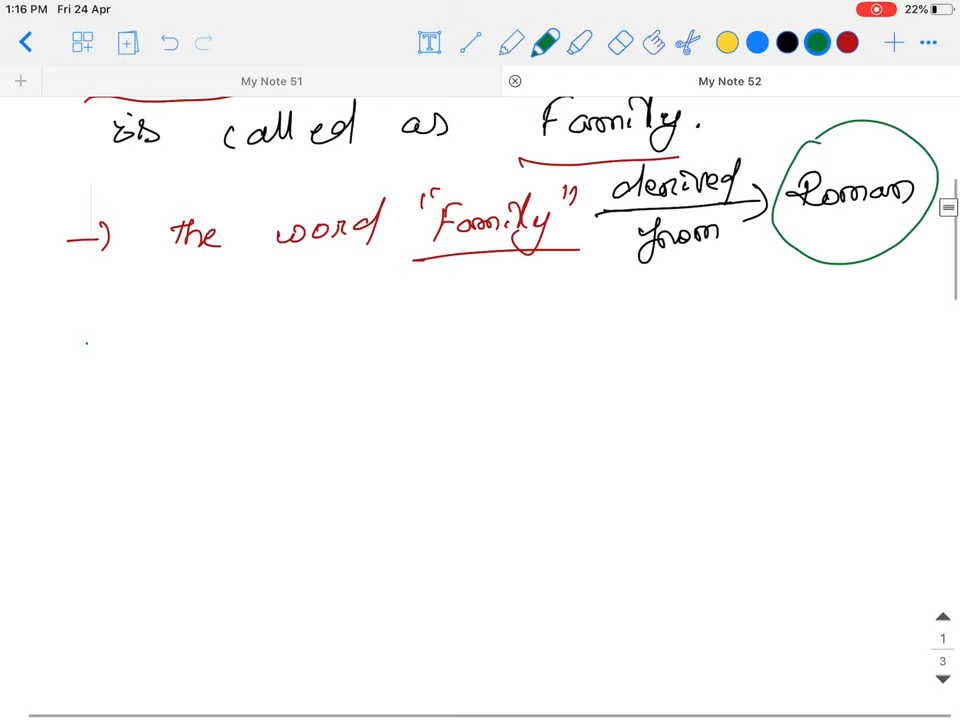 1:16 PM Fri 24 Apr 22%
My Note 51 My Note 52
is called as Family.
→ the word "Family" derived from → Roman
1
3